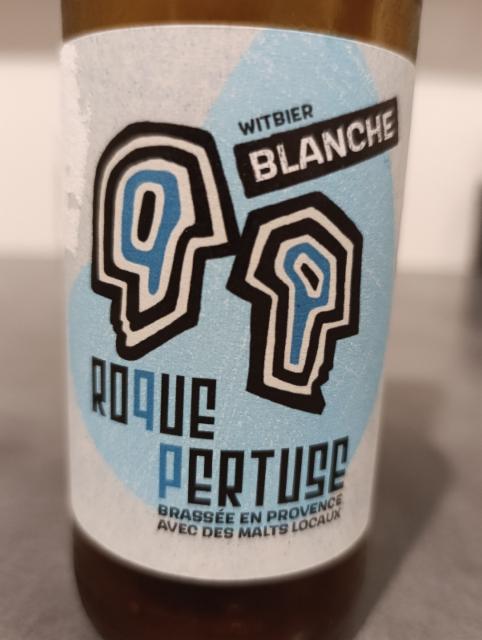 WITBIER
BLANCHE
q p
ROqUE
PERTUSE
BRASSÉE EN PROVENCE
AVEC DES MALTS LOCAUX